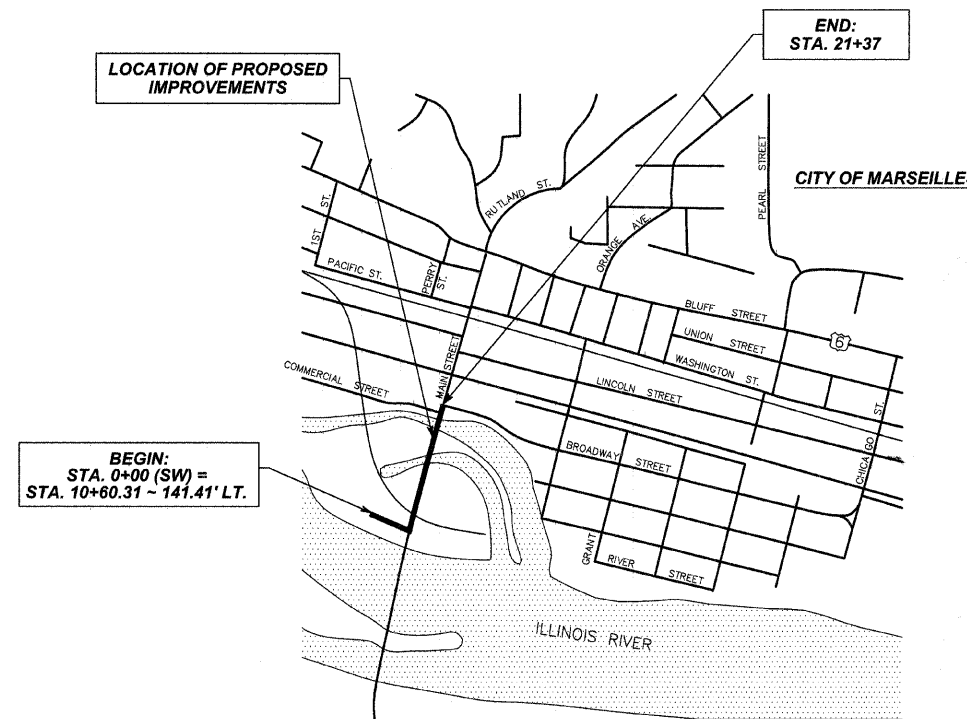 END:
STA. 21+37
LOCATION OF PROPOSED
IMPROVEMENTS
CITY OF MARSEILLES
PEARL STREET
RUTLAND ST.
ORANGE AVE.
1ST ST.
PERRY ST.
PACIFIC ST.
BLUFF STREET
6
UNION STREET
WASHINGTON ST.
MAIN STREET
COMMERCIAL STREET
LINCOLN STREET
CHICAGO ST.
BROADWAY STREET
BEGIN:
STA. 0+00 (SW) =
STA. 10+60.31 ~ 141.41' LT.
GRANT
RIVER STREET
ILLINOIS RIVER